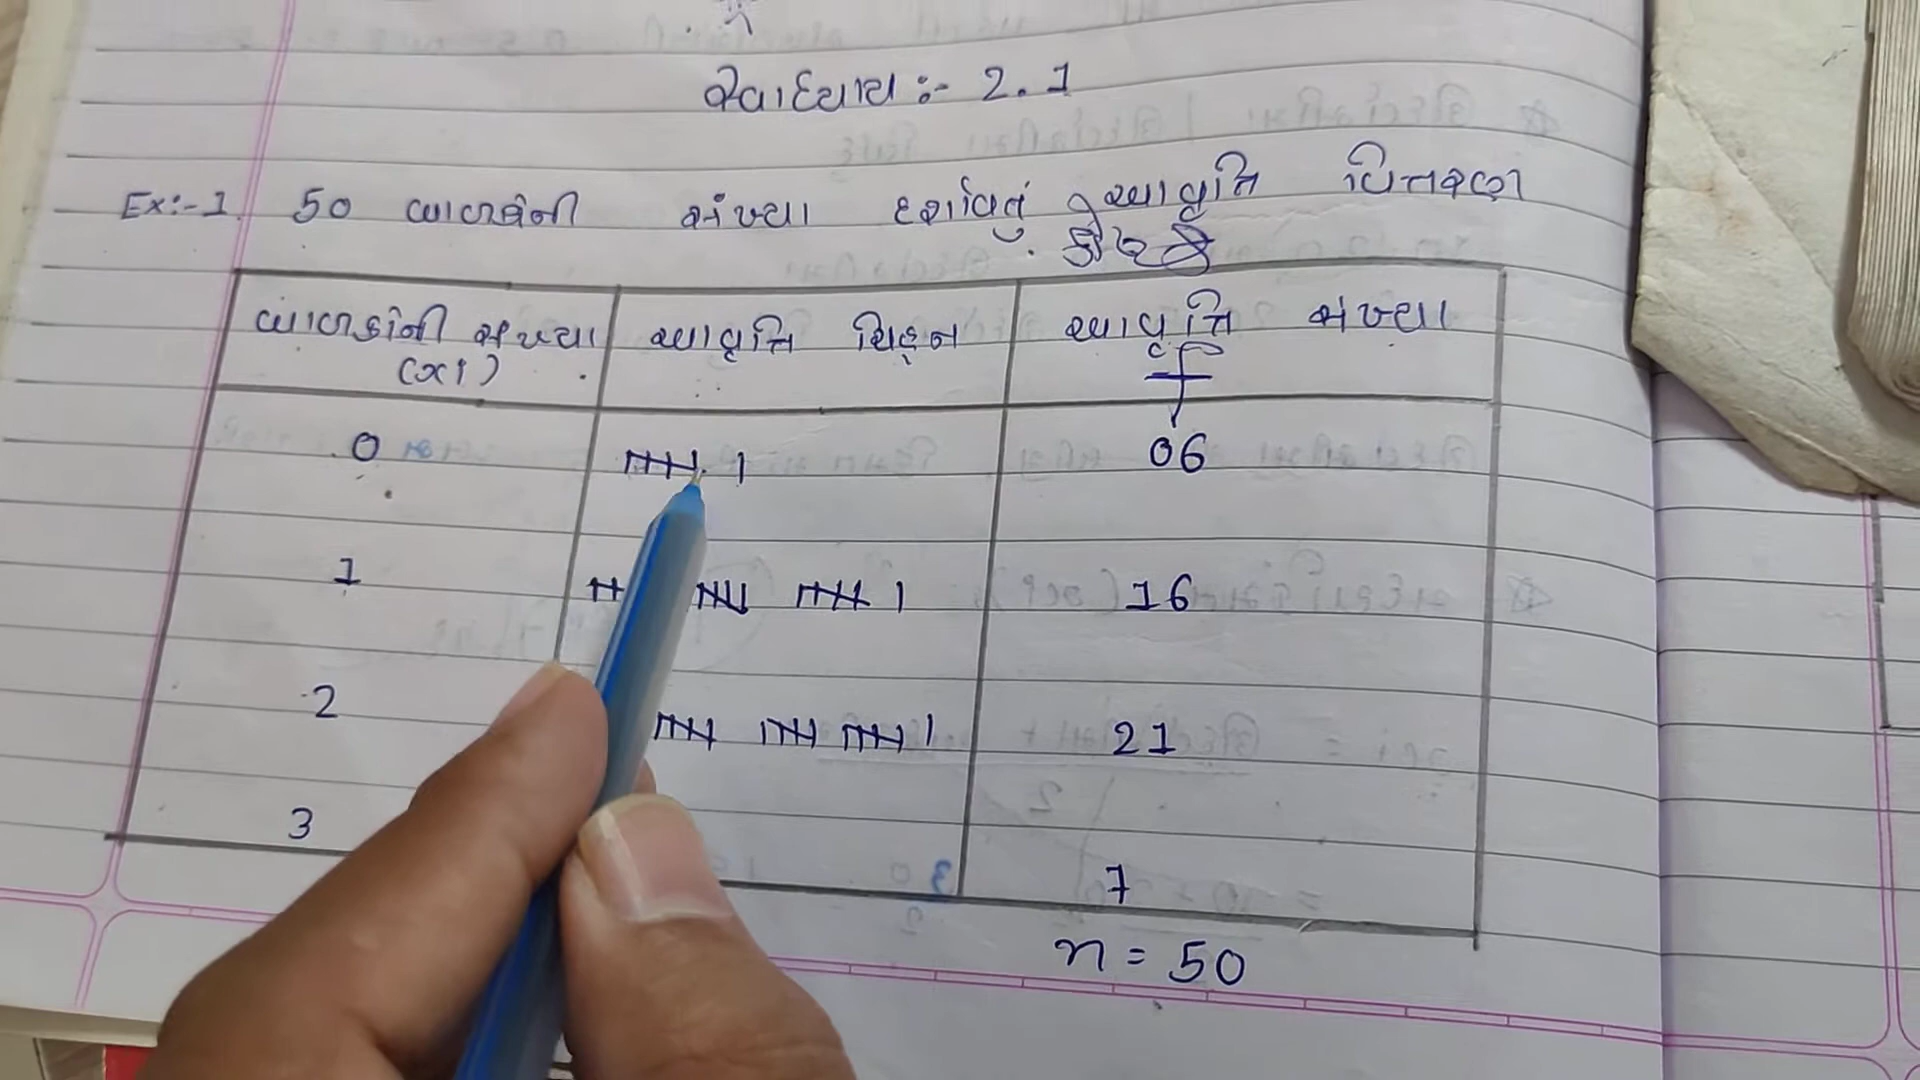 સ્વાધ્યાય :- 2.1
Ex:-1. 50 બાળકોની સંખ્યા દર્શાવતું આવૃત્તિ વિતરણ
કોષ્ટક
બાળકોની સંખ્યા (xi)
આવૃત્તિ ચિહ્ન
આવૃત્તિ સંખ્યા f
0 06
1 16
2 21
3 7
n = 50